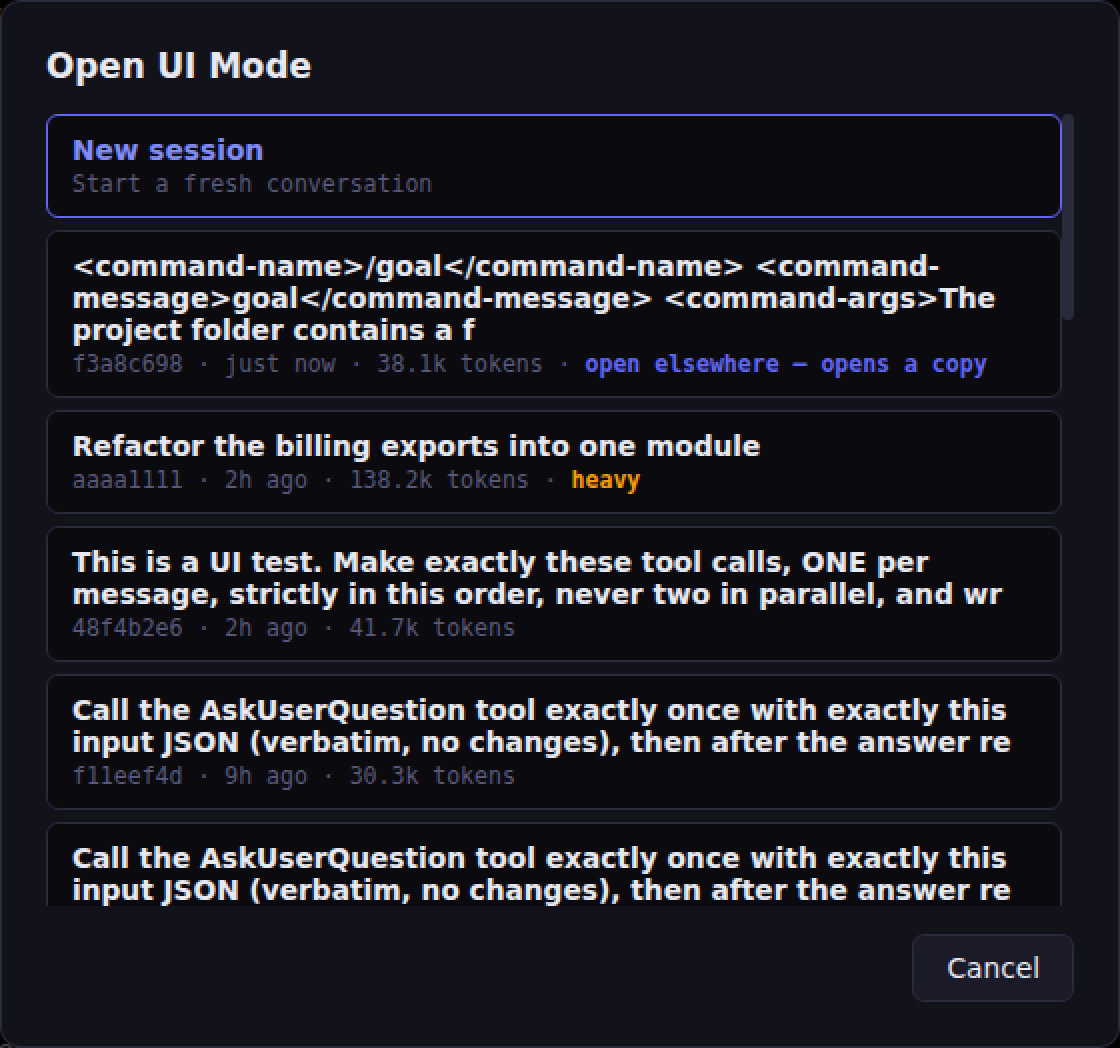 Open UI Mode
New session
Start a fresh conversation
<command-name>/goal</command-name> <command-
message>goal</command-message> <command-args>The
project folder contains a f
f3a8c698 · just now · 38.1k tokens · open elsewhere — opens a copy
Refactor the billing exports into one module
aaaa1111 · 2h ago · 138.2k tokens · heavy
This is a UI test. Make exactly these tool calls, ONE per
message, strictly in this order, never two in parallel, and wr
48f4b2e6 · 2h ago · 41.7k tokens
Call the AskUserQuestion tool exactly once with exactly this
input JSON (verbatim, no changes), then after the answer re
f11eef4d · 9h ago · 30.3k tokens
Call the AskUserQuestion tool exactly once with exactly this
input JSON (verbatim, no changes), then after the answer re
Cancel